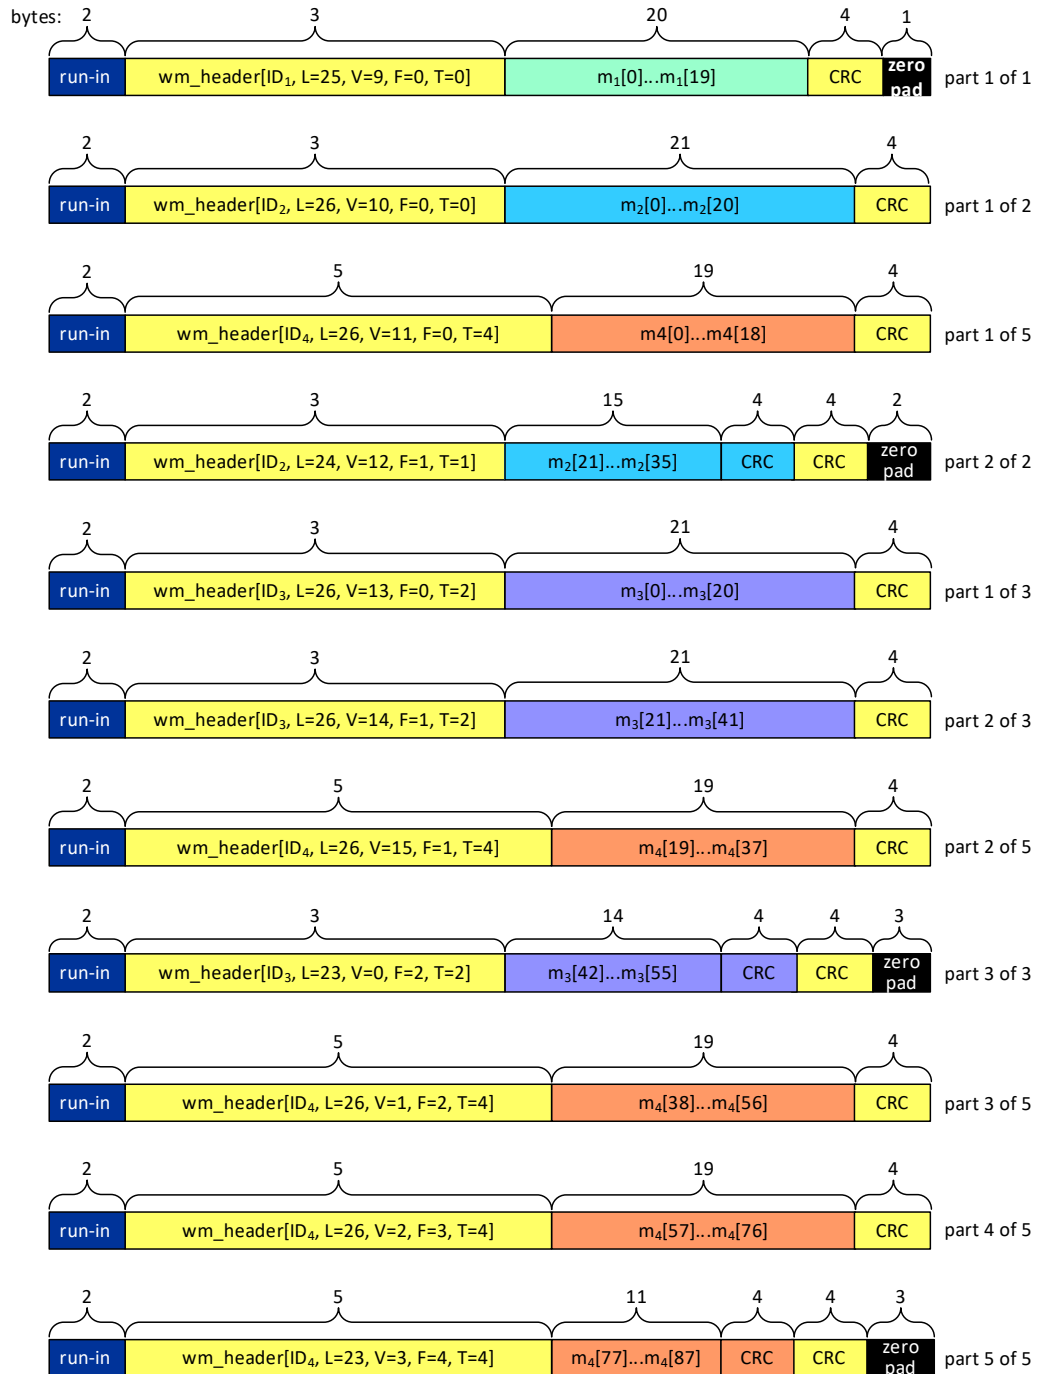 bytes: 2 3 20 4 1
run-in wm_header[ID₁, L=25, V=9, F=0, T=0] m₁[0]...m₁[19] CRC zero pad part 1 of 1
2 3 21 4
run-in wm_header[ID₂, L=26, V=10, F=0, T=0] m₂[0]...m₂[20] CRC part 1 of 2
2 5 19 4
run-in wm_header[ID₄, L=26, V=11, F=0, T=4] m4[0]...m4[18] CRC part 1 of 5
2 3 15 4 4 2
run-in wm_header[ID₂, L=24, V=12, F=1, T=1] m₂[21]...m₂[35] CRC CRC zero pad part 2 of 2
2 3 21 4
run-in wm_header[ID₃, L=26, V=13, F=0, T=2] m₃[0]...m₃[20] CRC part 1 of 3
2 3 21 4
run-in wm_header[ID₃, L=26, V=14, F=1, T=2] m₃[21]...m₃[41] CRC part 2 of 3
2 5 19 4
run-in wm_header[ID₄, L=26, V=15, F=1, T=4] m₄[19]...m₄[37] CRC part 2 of 5
2 3 14 4 4 3
run-in wm_header[ID₃, L=23, V=0, F=2, T=2] m₃[42]...m₃[55] CRC CRC zero pad part 3 of 3
2 5 19 4
run-in wm_header[ID₄, L=26, V=1, F=2, T=4] m₄[38]...m₄[56] CRC part 3 of 5
2 5 19 4
run-in wm_header[ID₄, L=26, V=2, F=3, T=4] m₄[57]...m₄[76] CRC part 4 of 5
2 5 11 4 4 3
run-in wm_header[ID₄, L=23, V=3, F=4, T=4] m₄[77]...m₄[87] CRC CRC zero pad part 5 of 5